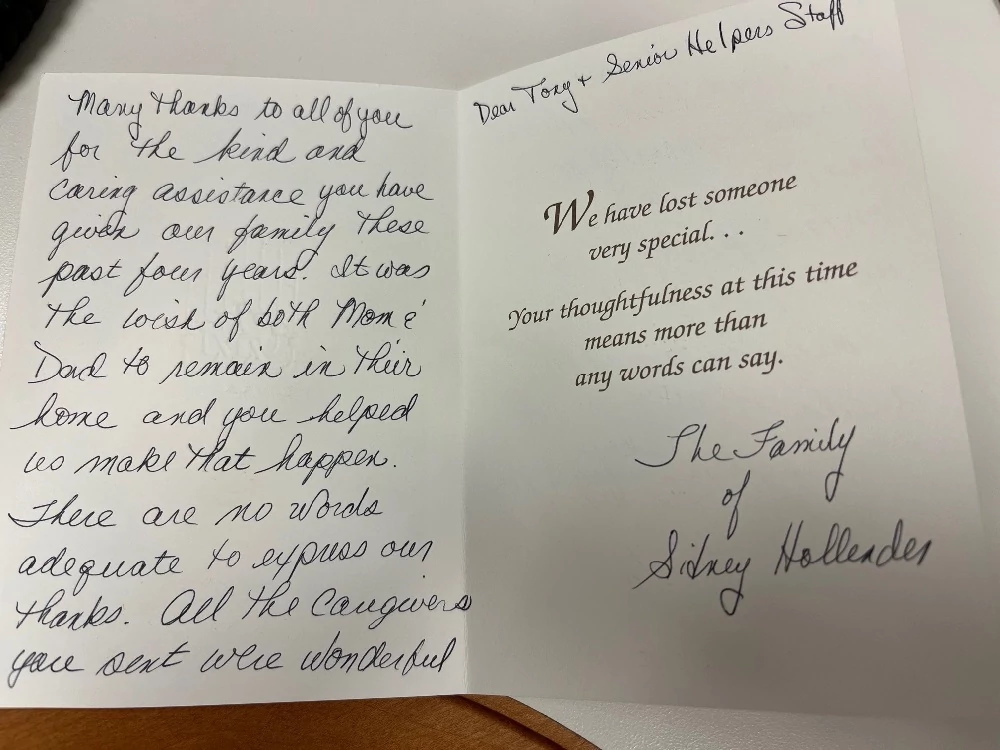 Many thanks to all of you
for the kind and
caring assistance you have
given our family these
past four years. It was
the wish of both Mom &
Dad to remain in their
home and you helped
us make that happen.
There are no words
adequate to express our
thanks. All the Caregivers
you sent were wonderful
Dear Tony + Senior Helpers Staff
We have lost someone
very special. . .
Your thoughtfulness at this time
means more than
any words can say.
The Family
of
Sidney Hollender